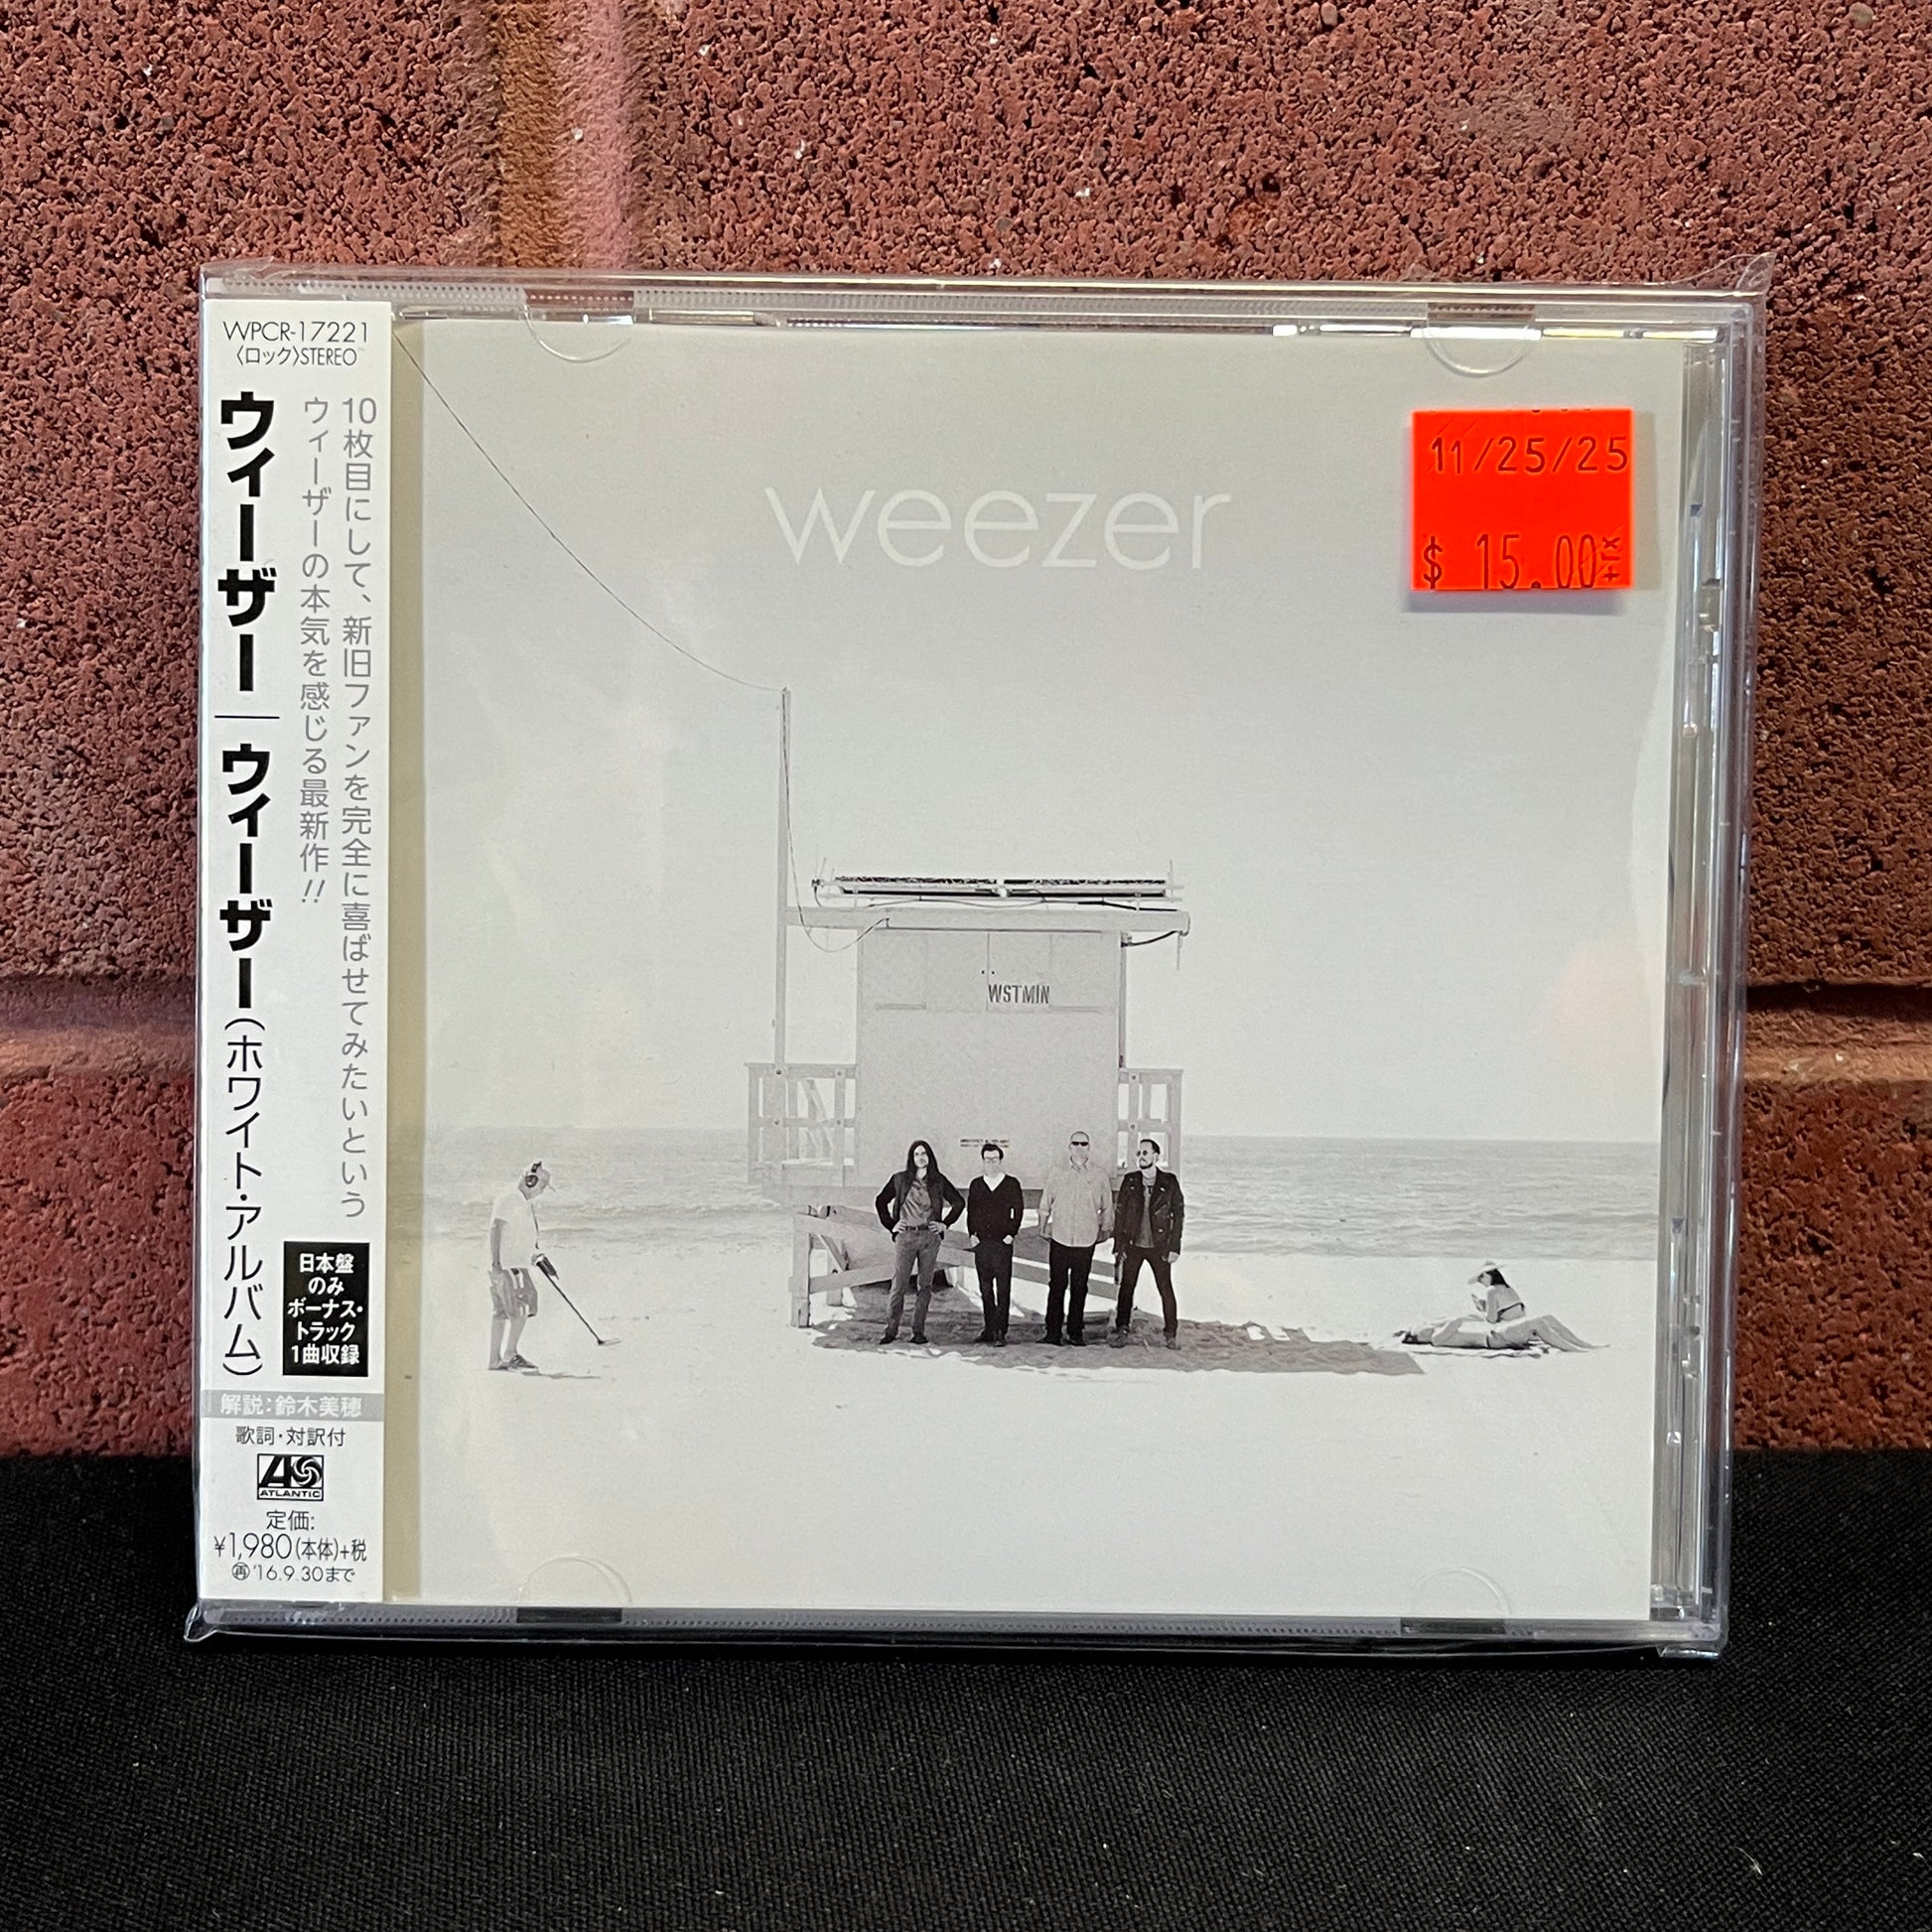 WPCR-17221
〈ロック〉STEREO
10枚目にして、新旧ファンを完全に喜ばせてみたいという
ウィーザーの本気を感じる最新作!!
ウィーザー｜ウィーザー(ホワイト・アルバム)
日本盤
のみ
ボーナス・
トラック
1曲収録
解説:鈴木美穂
歌詞・対訳付
ATLANTIC
定価:
¥1,980(本体)+税
再'16.9.30まで
weezer
11/25/25
$ 15.00+TX
WSTMIN